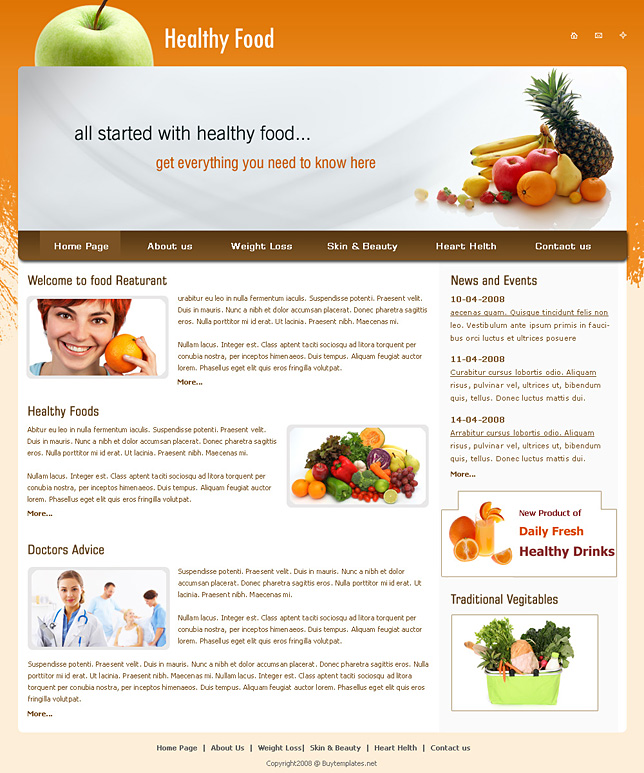 Healthy Food
all started with healthy food...
get everything you need to know here
Home Page About us Weight Loss Skin & Beauty Heart Helth Contact us
Welcome to food Reaturant
urabitur eu leo in nulla fermentum iaculis. Suspendisse potenti. Praesent velit.
Duis in mauris. Nunc a nibh et dolor accumsan placerat. Donec pharetra sagittis
eros. Nulla porttitor mi id erat. Ut lacinia. Praesent nibh. Maecenas mi.
Nullam lacus. Integer est. Class aptent taciti sociosqu ad litora torquent per
conubia nostra, per inceptos himenaeos. Duis tempus. Aliquam feugiat auctor
lorem. Phasellus eget elit quis eros fringilla volutpat.
More...
Healthy Foods
Abitur eu leo in nulla fermentum iaculis. Suspendisse potenti. Praesent velit.
Duis in mauris. Nunc a nibh et dolor accumsan placerat. Donec pharetra sagittis
eros. Nulla porttitor mi id erat. Ut lacinia. Praesent nibh. Maecenas mi.
Nullam lacus. Integer est. Class aptent taciti sociosqu ad litora torquent per
conubia nostra, per inceptos himenaeos. Duis tempus. Aliquam feugiat auctor
lorem. Phasellus eget elit quis eros fringilla volutpat.
More...
Doctors Advice
Suspendisse potenti. Praesent velit. Duis in mauris. Nunc a nibh et dolor
accumsan placerat. Donec pharetra sagittis eros. Nulla porttitor mi id erat. Ut
lacinia. Praesent nibh. Maecenas mi.
Nullam lacus. Integer est. Class aptent taciti sociosqu ad litora torquent per
conubia nostra, per inceptos himenaeos. Duis tempus. Aliquam feugiat auctor
lorem. Phasellus eget elit quis eros fringilla volutpat.
Suspendisse potenti. Praesent velit. Duis in mauris. Nunc a nibh et dolor accumsan placerat. Donec pharetra sagittis eros. Nulla
porttitor mi id erat. Ut lacinia. Praesent nibh. Maecenas mi. Nullam lacus. Integer est. Class aptent taciti sociosqu ad litora
torquent per conubia nostra, per inceptos himenaeos. Duis tempus. Aliquam feugiat auctor lorem. Phasellus eget elit quis eros
fringilla volutpat.
More...
News and Events
10-04-2008
aecenas quam. Quisque tincidunt felis non
leo. Vestibulum ante ipsum primis in fauci-
bus orci luctus et ultrices posuere
11-04-2008
Curabitur cursus lobortis odio. Aliquam
risus, pulvinar vel, ultrices ut, bibendum
quis, tellus. Donec luctus mattis dui.
14-04-2008
Arrabitur cursus lobortis odio. Aliquam
risus, pulvinar vel, ultrices ut, bibendum
quis, tellus. Donec luctus mattis dui.
More...
New Product of
Daily Fresh
Healthy Drinks
Traditional Vegitables
Home Page | About Us | Weight Loss| Skin & Beauty | Heart Helth | Contact us
Copyright2008 @ Buytemplates.net